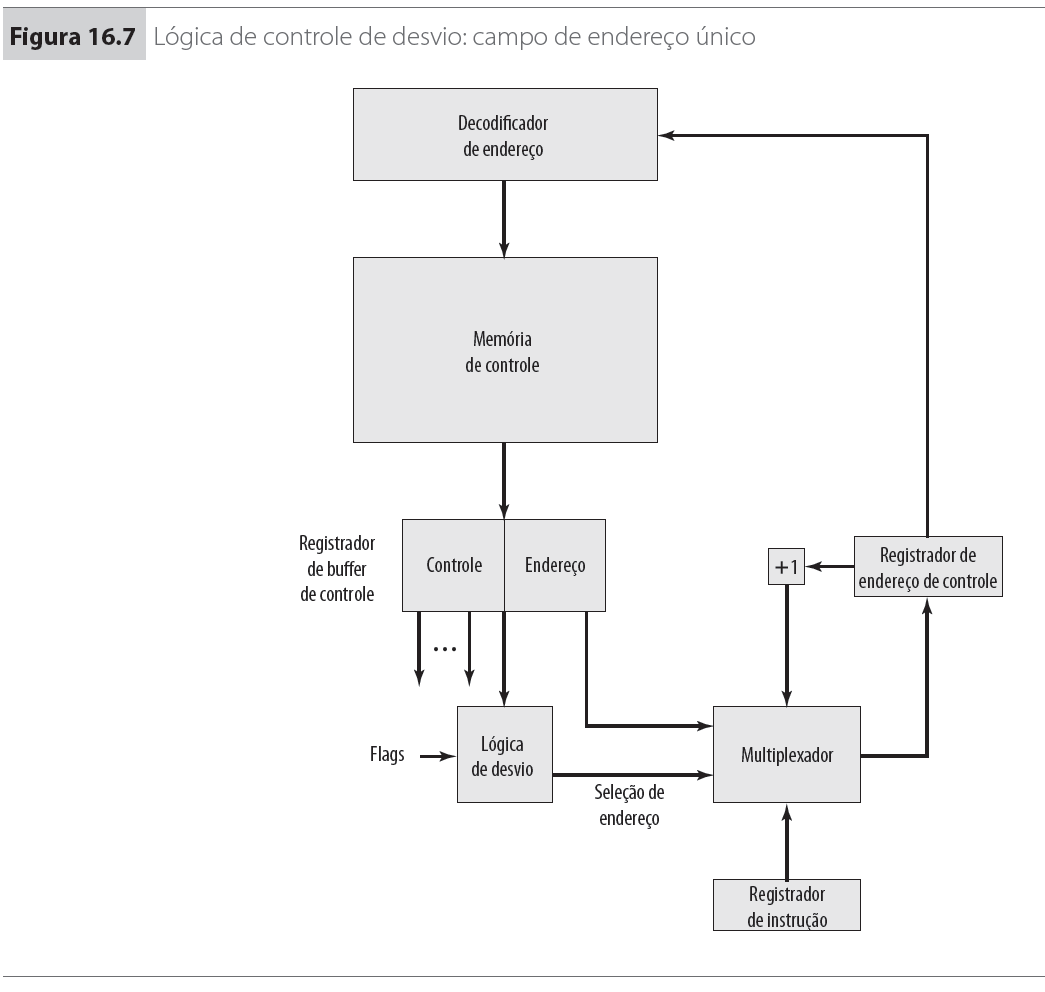 Figura 16.7 Lógica de controle de desvio: campo de endereço único
Decodificador
de endereço
Memória
de controle
Registrador
de buffer
de controle
Controle
Endereço
+1
Registrador de
endereço de controle
...
Flags
Lógica
de desvio
Seleção de
endereço
Multiplexador
Registrador
de instrução